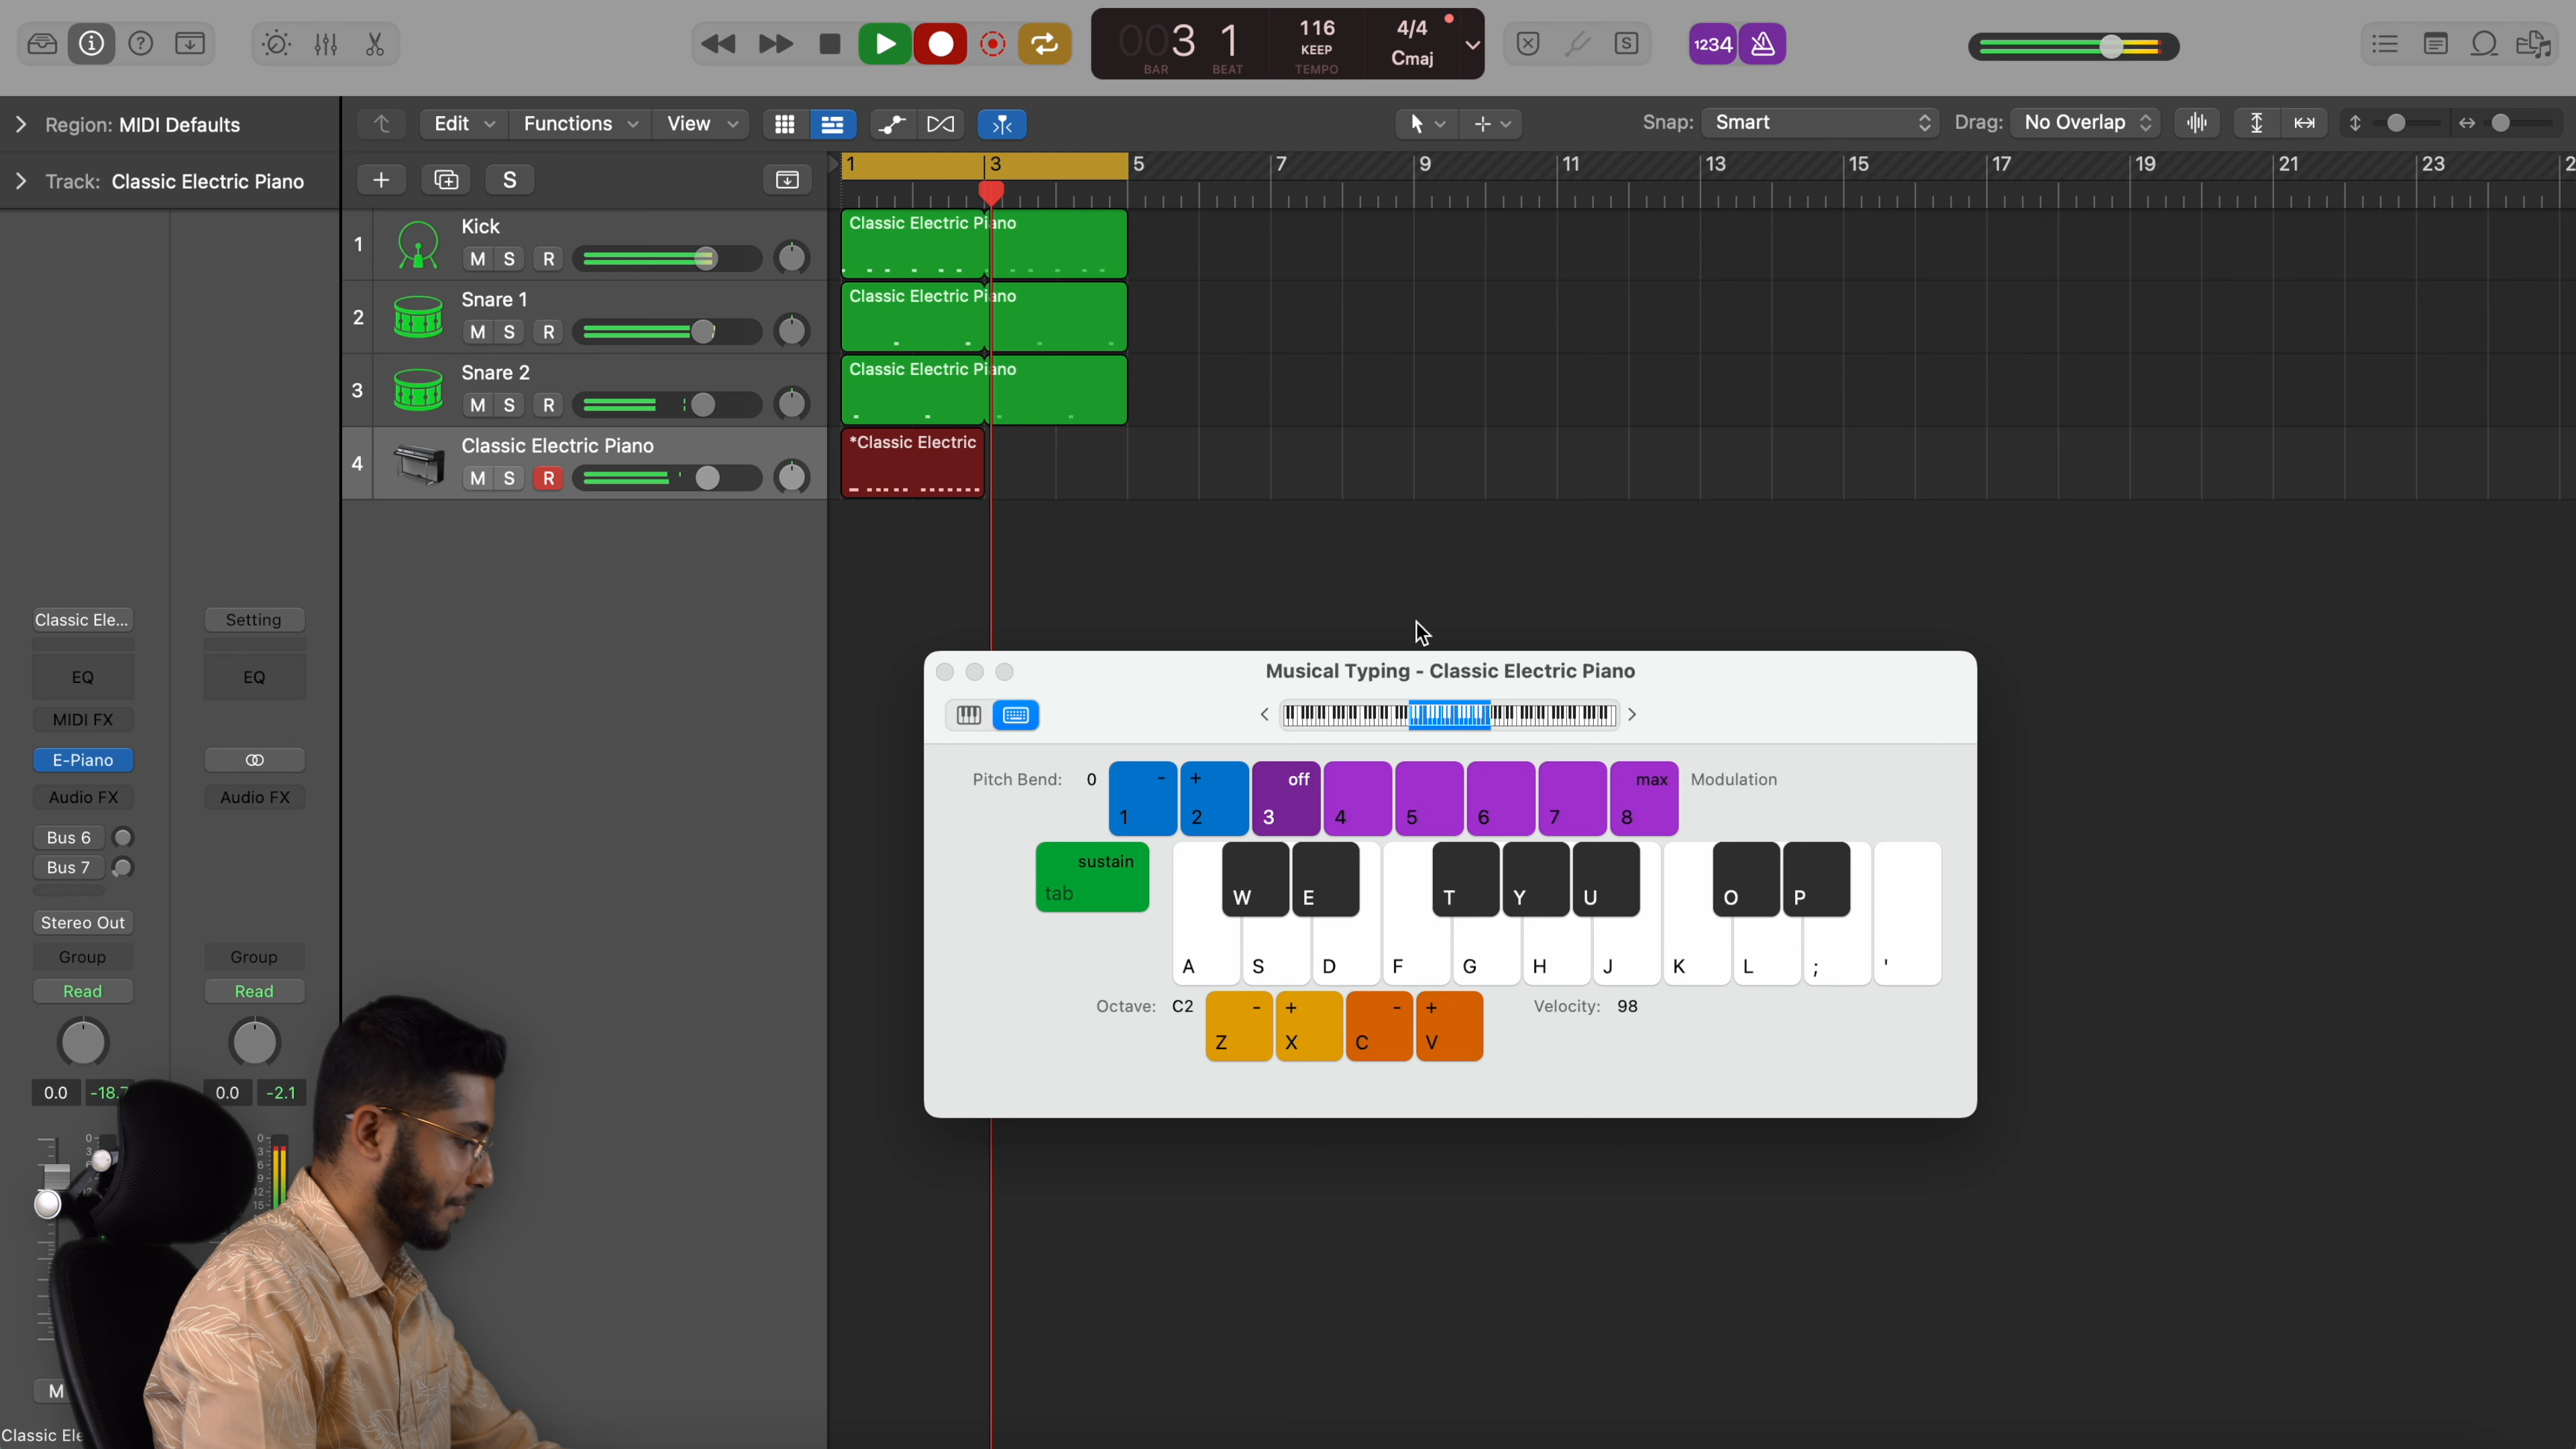 003 1
BAR BEAT
116
KEEP
TEMPO
4/4
Cmaj
S
1234
Region: MIDI Defaults
Edit
Functions
View
Snap: Smart
Drag: No Overlap
Track: Classic Electric Piano
S
1 3 5 7 9 11 13 15 17 19 21 23
1 Kick
M S R
Classic Electric Piano
2 Snare 1
M S R
Classic Electric Piano
3 Snare 2
M S R
Classic Electric Piano
4 Classic Electric Piano
M S R
*Classic Electric
Classic Ele...
Setting
EQ
EQ
MIDI FX
E-Piano
Audio FX
Audio FX
Bus 6
Bus 7
Stereo Out
Group
Group
Read
Read
0.0
0.0 -2.1
M
Musical Typing - Classic Electric Piano
Pitch Bend: 0
- + off max
1 2 3 4 5 6 7 8
Modulation
sustain
tab
W E T Y U O P
A S D F G H J K L ; '
Octave: C2
- + - +
Z X C V
Velocity: 98